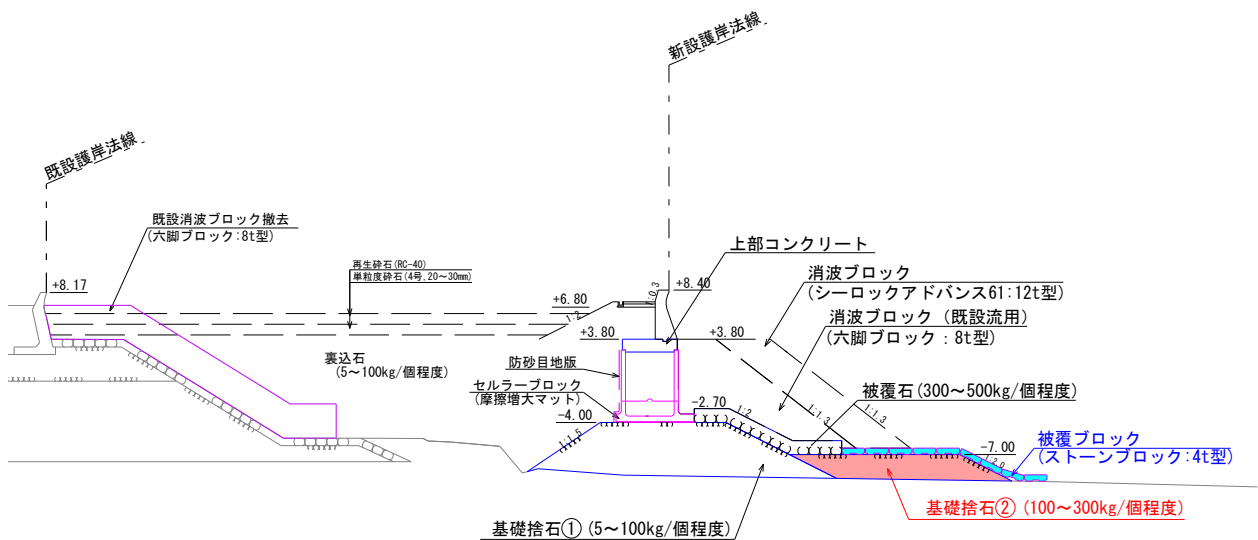 新設護岸法線
既設護岸法線
既設消波ブロック撤去
(六脚ブロック:8t型)
+8.17
再生砕石(RC-40)
単粒度砕石(4号.20～30mm)
+6.80
1:2
1:0.3
+8.40
上部コンクリート
消波ブロック
(シーロックアドバンス61:12t型)
消波ブロック（既設流用）
(六脚ブロック：8t型)
+3.80
+3.80
裏込石
(5～100kg/個程度)
防砂目地版
セルラーブロック
(摩擦増大マット)
-4.00
-2.70
1:2
1:1.5
1:1.3
1:1.3
被覆石(300～500kg/個程度)
-7.00
1:2.0
被覆ブロック
(ストーンブロック:4t型)
基礎捨石② (100～300kg/個程度)
基礎捨石① (5～100kg/個程度)